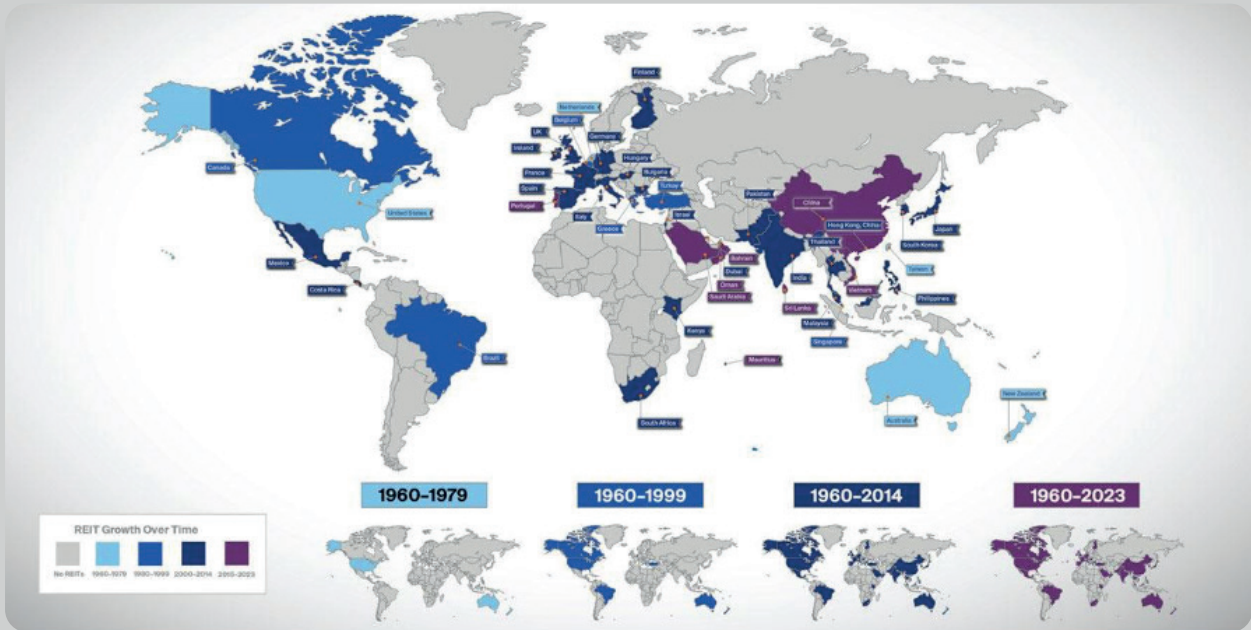 Finland
Netherlands
Belgium
UK
Germany
Ireland
Hungary
France
Bulgaria
Canada
Spain
Turkey
Pakistan
Portugal
China
United States
Italy
Israel
Greece
Hong Kong, China
Japan
Thailand
South Korea
Mexico
Bahrain
Taiwan
Dubai
India
Costa Rica
Oman
Vietnam
Saudi Arabia
Philippines
Sri Lanka
Malaysia
Kenya
Singapore
Brazil
Mauritius
New Zealand
Australia
South Africa
1960–1979
1960–1999
1960–2014
1960–2023
REIT Growth Over Time
No REITs
1960–1979
1990–1999
2000–2014
2015–2023